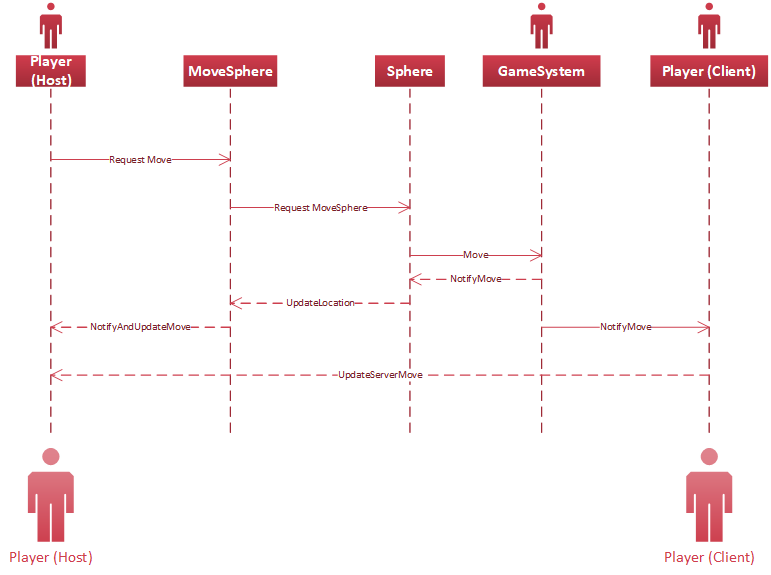 Player
(Host)
MoveSphere
Sphere
GameSystem
Player (Client)
Request Move
Request MoveSphere
Move
NotifyMove
UpdateLocation
NotifyAndUpdateMove
NotifyMove
UpdateServerMove
Player (Host)
Player (Client)